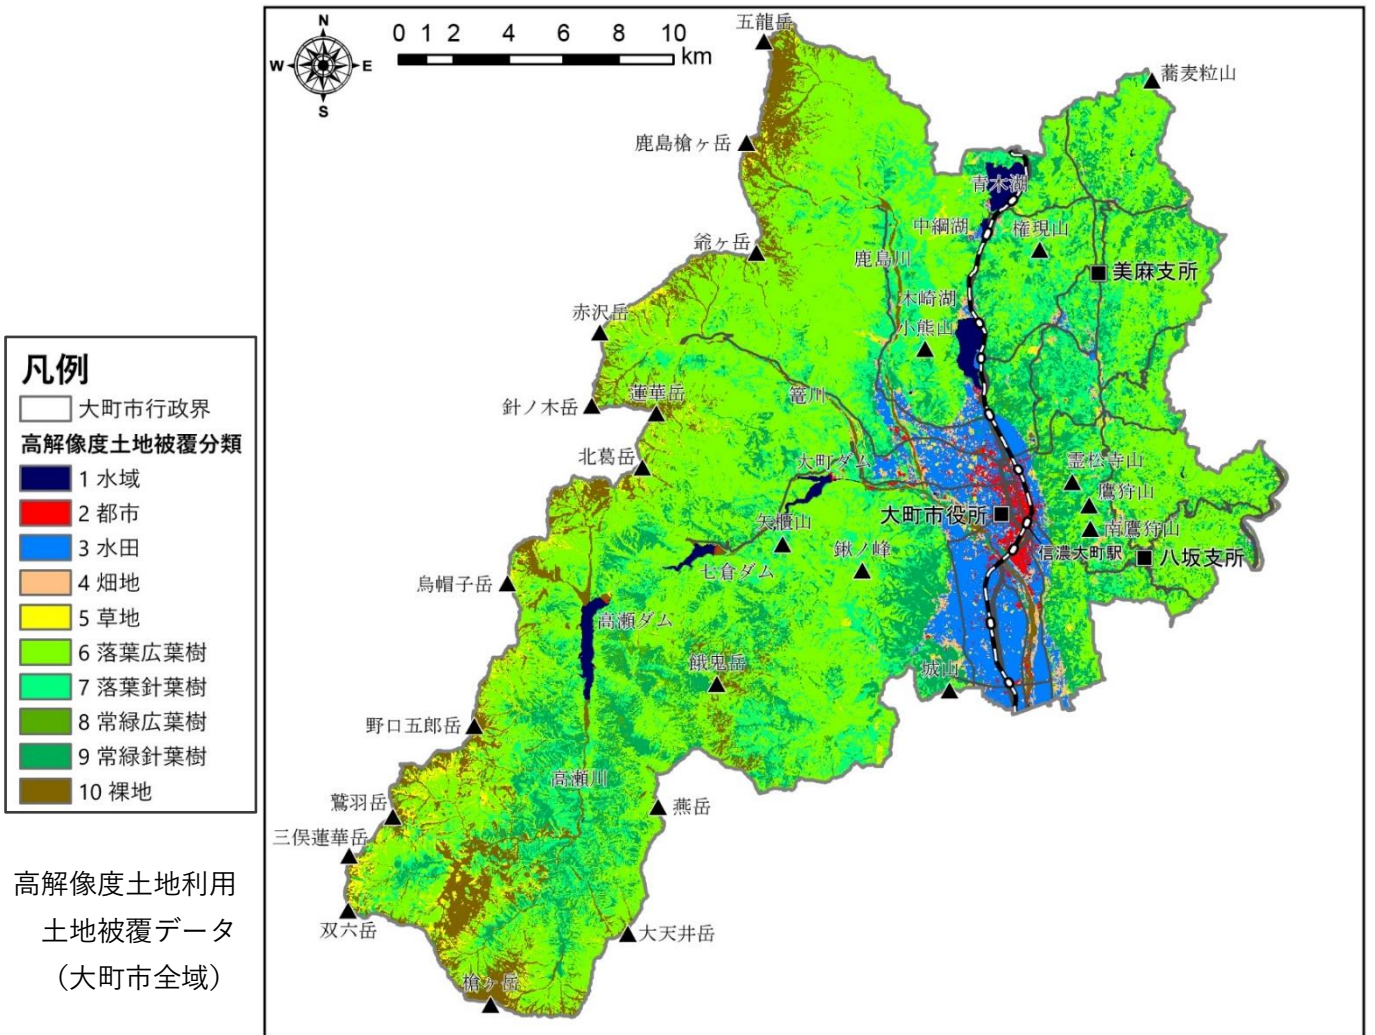 N
W
E
S
0 1 2 4 6 8 10
km
五龍岳
蕎麦粒山
鹿島槍ヶ岳
青木湖
中綱湖
権現山
爺ヶ岳
鹿島川
美麻支所
木崎湖
赤沢岳
小熊山
籠川
針ノ木岳
蓮華岳
北葛岳
大町ダム
霊松寺山
鷹狩山
大町市役所
矢櫃山
南鷹狩山
鍬ノ峰
信濃大町駅
八坂支所
七倉ダム
烏帽子岳
高瀬ダム
餓鬼岳
城山
野口五郎岳
高瀬川
鷲羽岳
燕岳
三俣蓮華岳
双六岳
大天井岳
槍ヶ岳
凡例
大町市行政界
高解像度土地被覆分類
1 水域
2 都市
3 水田
4 畑地
5 草地
6 落葉広葉樹
7 落葉針葉樹
8 常緑広葉樹
9 常緑針葉樹
10 裸地
高解像度土地利用
土地被覆データ
（大町市全域）